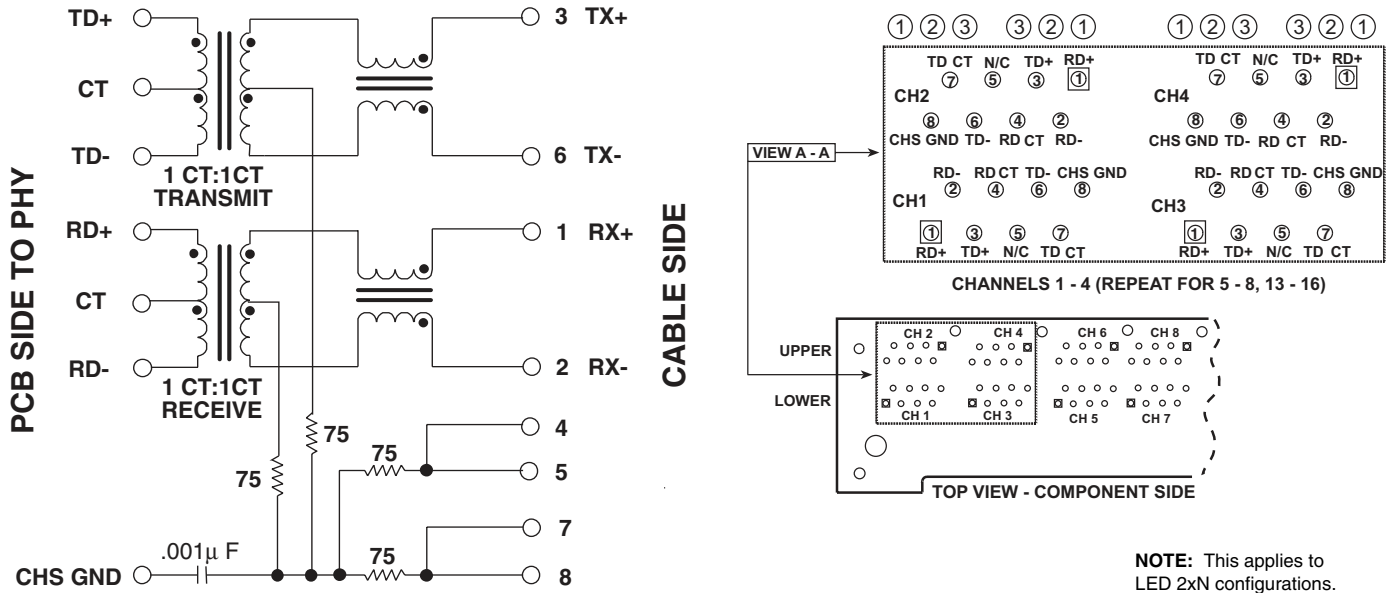 TD+
CT
TD-
1 CT:1CT
TRANSMIT
RD+
CT
RD-
1 CT:1CT
RECEIVE
PCB SIDE TO PHY
3 TX+
6 TX-
1 RX+
2 RX-
75
75
75
4
5
75
7
8
.001µ F
CHS GND
CABLE SIDE
1 2 3 3 2 1 1 2 3 3 2 1
TD CT N/C TD+ RD+
7 5 3 1
CH2
8 6 4 2
CHS GND TD- RD CT RD-
RD- RD CT TD- CHS GND
2 4 6 8
CH1
1 3 5 7
RD+ TD+ N/C TD CT
TD CT N/C TD+ RD+
7 5 3 1
CH4
8 6 4 2
CHS GND TD- RD CT RD-
RD- RD CT TD- CHS GND
2 4 6 8
CH3
1 3 5 7
RD+ TD+ N/C TD CT
VIEW A - A
CHANNELS 1 - 4 (REPEAT FOR 5 - 8, 13 - 16)
UPPER
LOWER
CH 2 CH 4 CH 6 CH 8
CH 1 CH 3 CH 5 CH 7
TOP VIEW - COMPONENT SIDE
NOTE: This applies to
LED 2xN configurations.